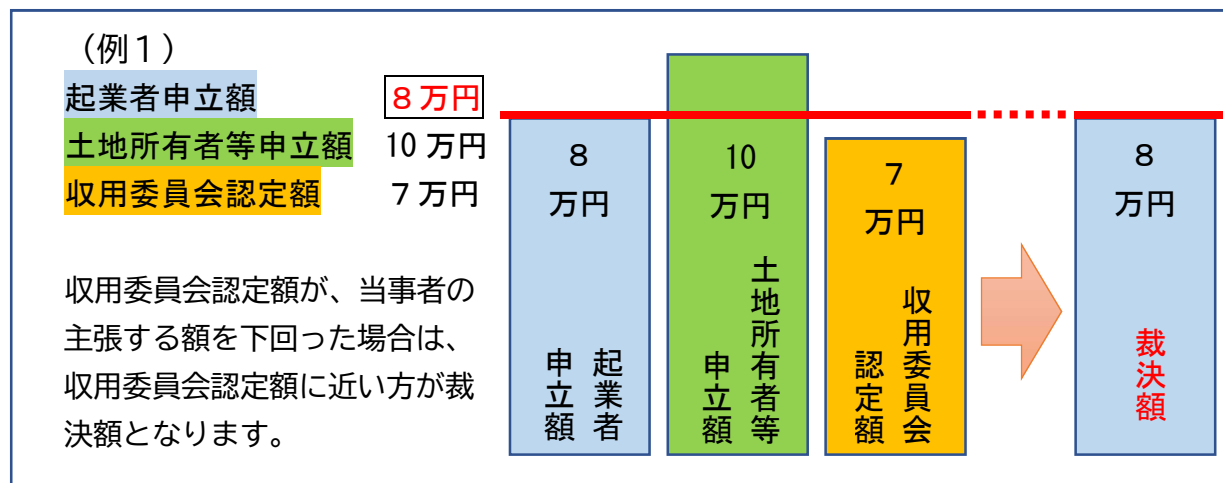 （例１）
起業者申立額 ８万円
土地所有者等申立額 10 万円
収用委員会認定額 ７万円
収用委員会認定額が、当事者の
主張する額を下回った場合は、
収用委員会認定額に近い方が裁
決額となります。
８
万円
起業者
申立額
10
万円
土地所有者等
申立額
７
万円
収用委員会
認定額
８
万円
裁決額